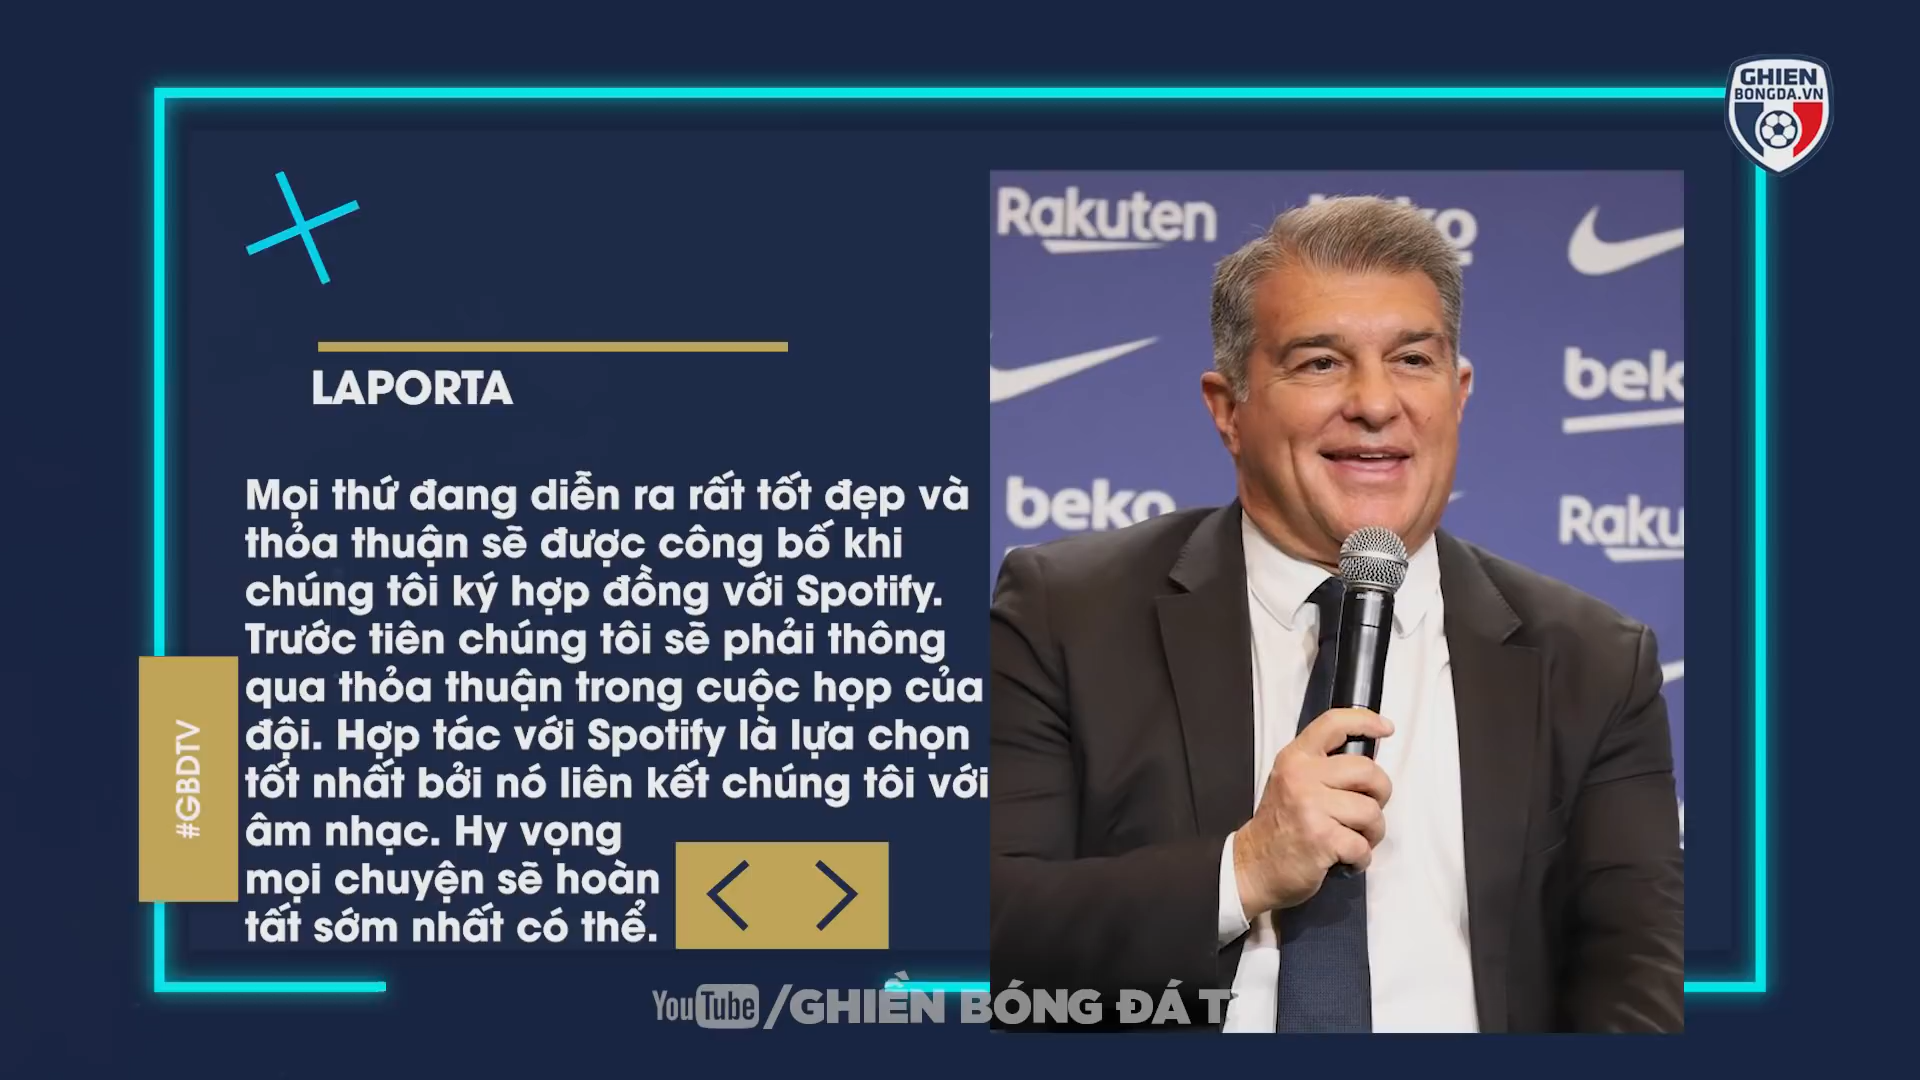 GHIEN
BONGDA.VN
Rakuten
beko
LAPORTA
beko
Mọi thứ đang diễn ra rất tốt đẹp và
thỏa thuận sẽ được công bố khi
chúng tôi ký hợp đồng với Spotify.
Trước tiên chúng tôi sẽ phải thông
qua thỏa thuận trong cuộc họp của
đội. Hợp tác với Spotify là lựa chọn
tốt nhất bởi nó liên kết chúng tôi với
âm nhạc. Hy vọng
mọi chuyện sẽ hoàn
tất sớm nhất có thể.
#GBDTV
YouTube/GHIỀN BÓNG ĐÁ T